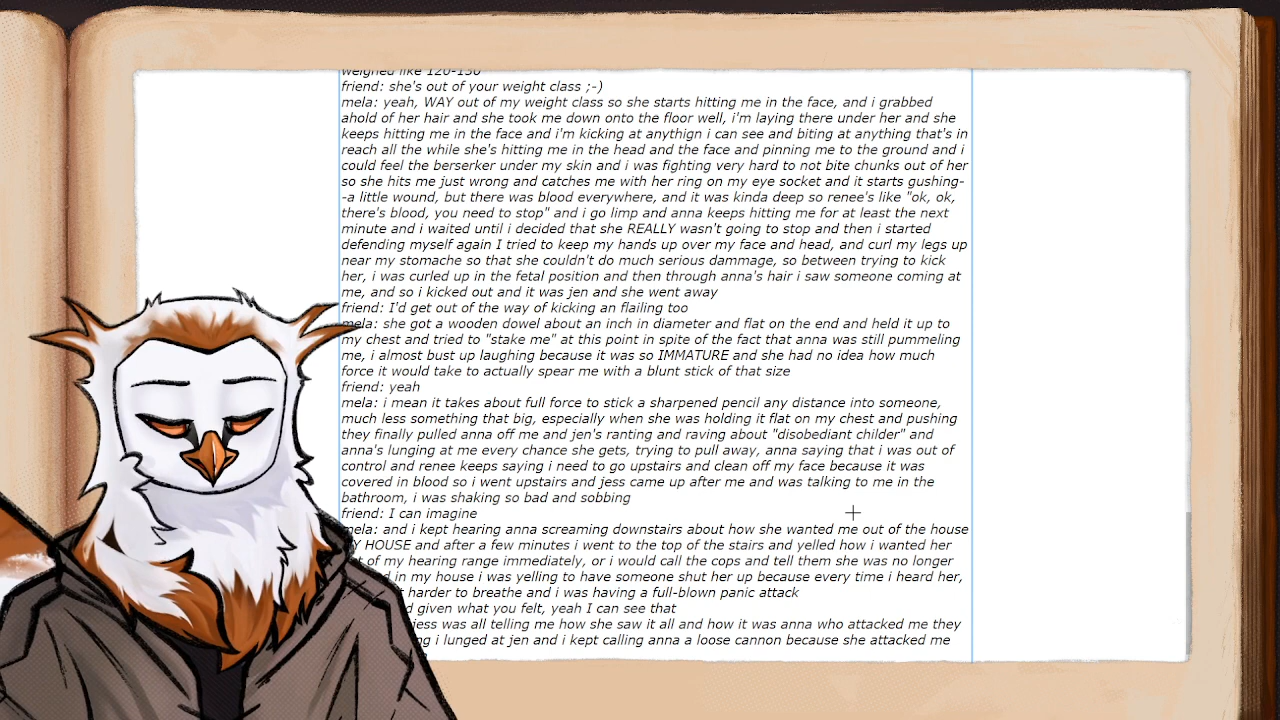 weighed like 120-130
friend: she's out of your weight class ;-)
mela: yeah, WAY out of my weight class so she starts hitting me in the face, and i grabbed
ahold of her hair and she took me down onto the floor well, i'm laying there under her and she
keeps hitting me in the face and i'm kicking at anythign i can see and biting at anything that's in
reach all the while she's hitting me in the head and the face and pinning me to the ground and i
could feel the berserker under my skin and i was fighting very hard to not bite chunks out of her
so she hits me just wrong and catches me with her ring on my eye socket and it starts gushing-
-a little wound, but there was blood everywhere, and it was kinda deep so renee's like "ok, ok,
there's blood, you need to stop" and i go limp and anna keeps hitting me for at least the next
minute and i waited until i decided that she REALLY wasn't going to stop and then i started
defending myself again I tried to keep my hands up over my face and head, and curl my legs up
near my stomache so that she couldn't do much serious dammage, so between trying to kick
her, i was curled up in the fetal position and then through anna's hair i saw someone coming at
me, and so i kicked out and it was jen and she went away
friend: I'd get out of the way of kicking an flailing too
mela: she got a wooden dowel about an inch in diameter and flat on the end and held it up to
my chest and tried to "stake me" at this point in spite of the fact that anna was still pummeling
me, i almost bust up laughing because it was so IMMATURE and she had no idea how much
force it would take to actually spear me with a blunt stick of that size
friend: yeah
mela: i mean it takes about full force to stick a sharpened pencil any distance into someone,
much less something that big, especially when she was holding it flat on my chest and pushing
they finally pulled anna off me and jen's ranting and raving about "disobediant childer" and
anna's lunging at me every chance she gets, trying to pull away, anna saying that i was out of
control and renee keeps saying i need to go upstairs and clean off my face because it was
covered in blood so i went upstairs and jess came up after me and was talking to me in the
bathroom, i was shaking so bad and sobbing
friend: I can imagine
mela: and i kept hearing anna screaming downstairs about how she wanted me out of the house
HOUSE and after a few minutes i went to the top of the stairs and yelled how i wanted her
of my hearing range immediately, or i would call the cops and tell them she was no longer
in my house i was yelling to have someone shut her up because every time i heard her,
harder to breathe and i was having a full-blown panic attack
given what you felt, yeah I can see that
jess was all telling me how she saw it all and how it was anna who attacked me they
i lunged at jen and i kept calling anna a loose cannon because she attacked me